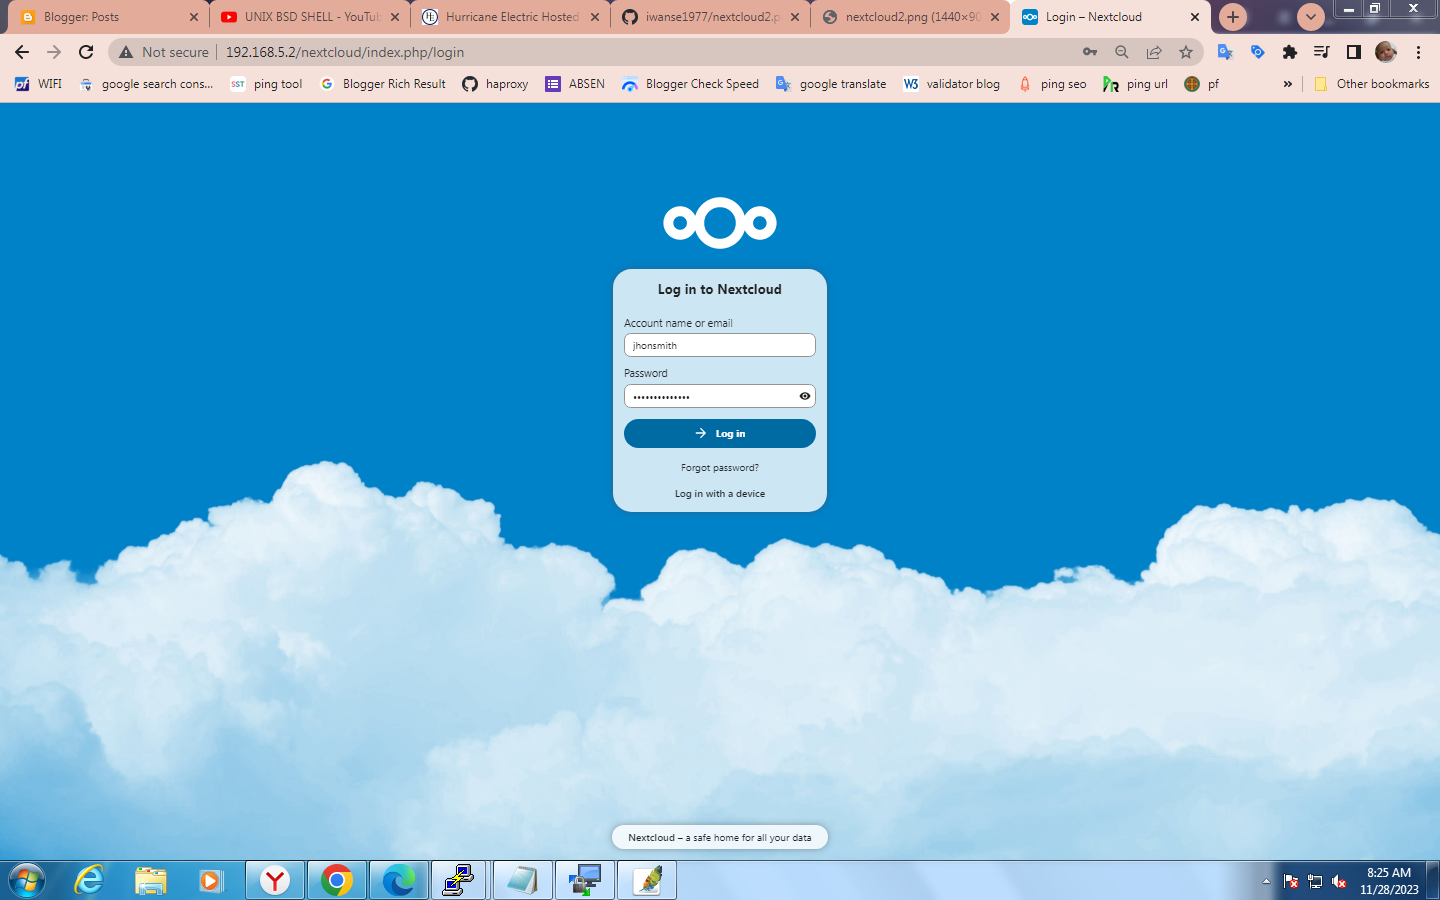 Blogger: Posts
UNIX BSD SHELL - YouTub
Hurricane Electric Hosted
iwanse1977/nextcloud2.p
nextcloud2.png (1440×90
Login – Nextcloud
Not secure
192.168.5.2/nextcloud/index.php/login
WIFI
google search cons...
SST
ping tool
Blogger Rich Result
haproxy
ABSEN
Blogger Check Speed
google translate
W3
validator blog
ping seo
ping url
pf
»
Other bookmarks
Log in to Nextcloud
Account name or email
jhonsmith
Password
••••••••••••••
Log in
Forgot password?
Log in with a device
Nextcloud – a safe home for all your data
8:25 AM
11/28/2023